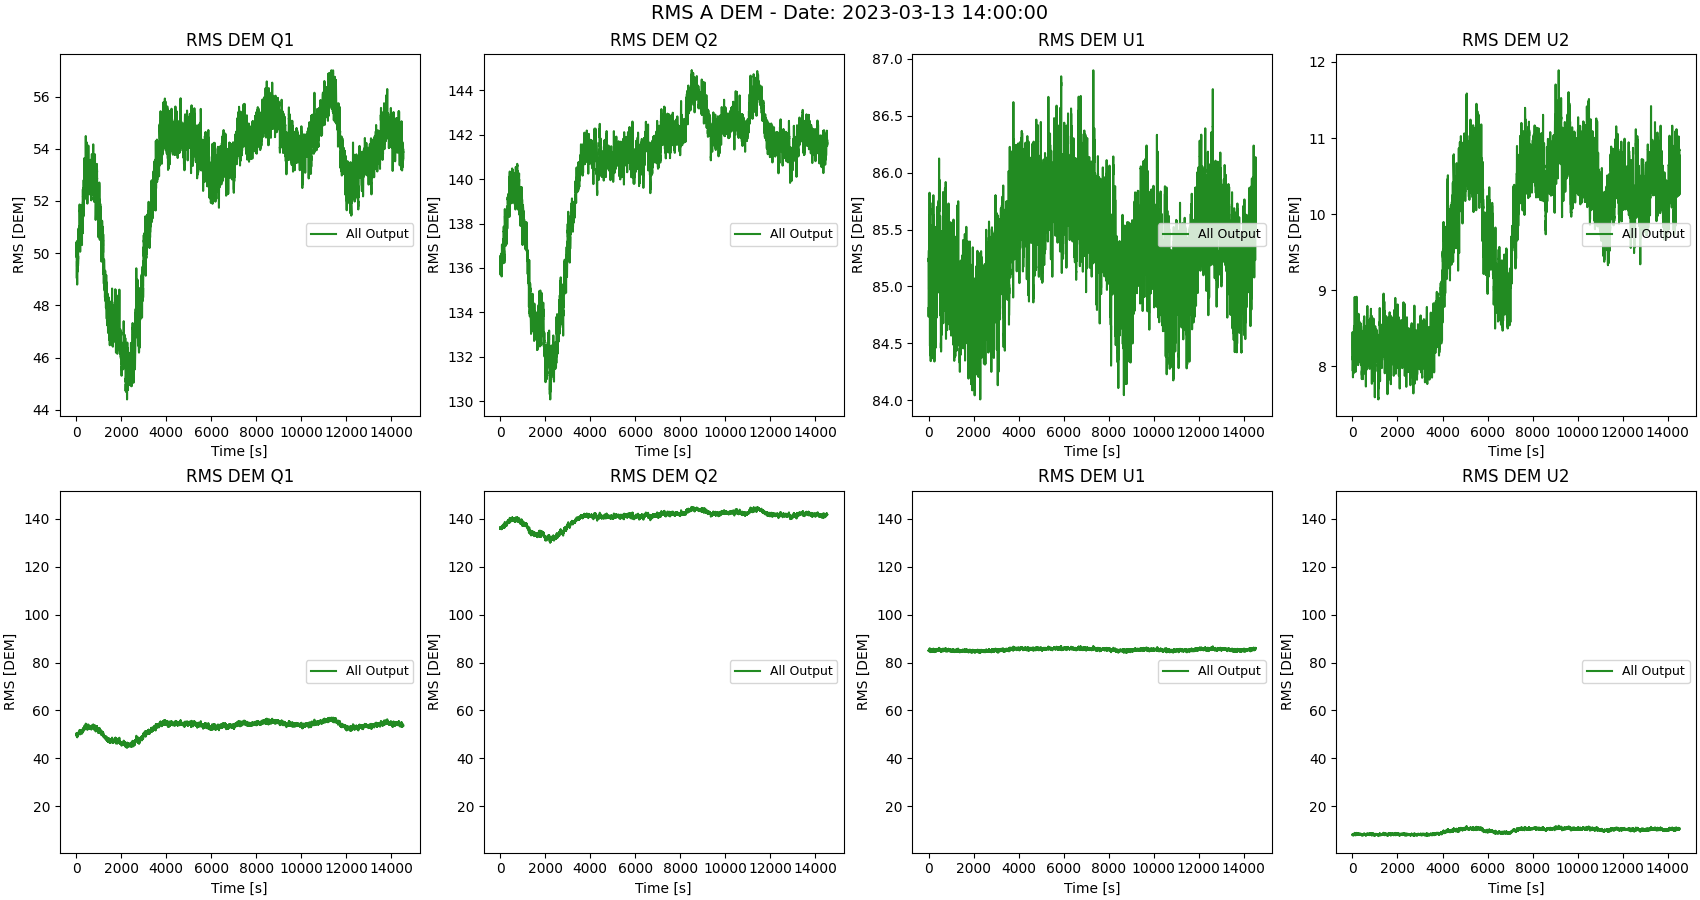 RMS A DEM - Date: 2023-03-13 14:00:00
RMS DEM Q1
RMS [DEM]
56
54
52
50
48
46
44
All Output
0 2000 4000 6000 8000 10000 12000 14000
Time [s]
RMS DEM Q2
RMS [DEM]
144
142
140
138
136
134
132
130
All Output
0 2000 4000 6000 8000 10000 12000 14000
Time [s]
RMS DEM U1
RMS [DEM]
87.0
86.5
86.0
85.5
85.0
84.5
84.0
All Output
0 2000 4000 6000 8000 10000 12000 14000
Time [s]
RMS DEM U2
RMS [DEM]
12
11
10
9
8
All Output
0 2000 4000 6000 8000 10000 12000 14000
Time [s]
RMS DEM Q1
RMS [DEM]
140
120
100
80
60
40
20
All Output
0 2000 4000 6000 8000 10000 12000 14000
Time [s]
RMS DEM Q2
RMS [DEM]
140
120
100
80
60
40
20
All Output
0 2000 4000 6000 8000 10000 12000 14000
Time [s]
RMS DEM U1
RMS [DEM]
140
120
100
80
60
40
20
All Output
0 2000 4000 6000 8000 10000 12000 14000
Time [s]
RMS DEM U2
RMS [DEM]
140
120
100
80
60
40
20
All Output
0 2000 4000 6000 8000 10000 12000 14000
Time [s]